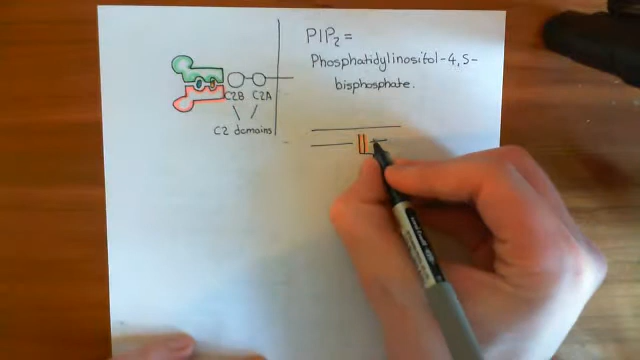 PIP₂ =
Phosphatidylinositol-4,5-
bisphosphate.
C2B C2A
C2 domains